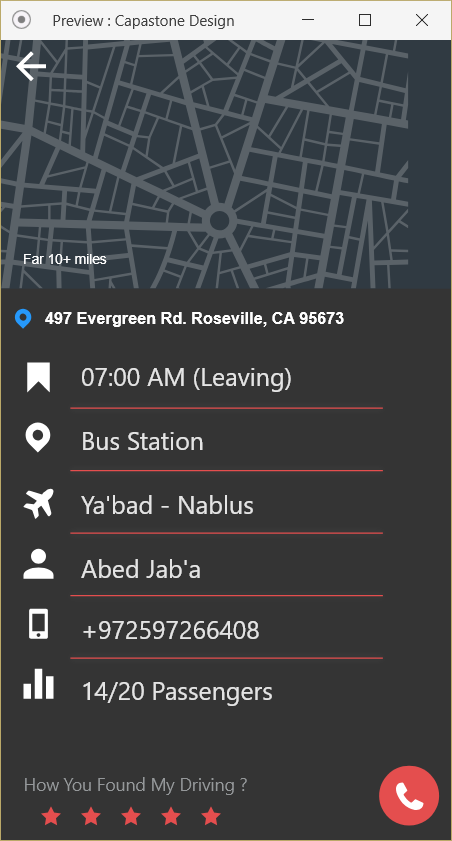 Preview : Capastone Design
Far 10+ miles
497 Evergreen Rd. Roseville, CA 95673
07:00 AM (Leaving)
Bus Station
Ya'bad - Nablus
Abed Jab'a
+972597266408
14/20 Passengers
How You Found My Driving ?